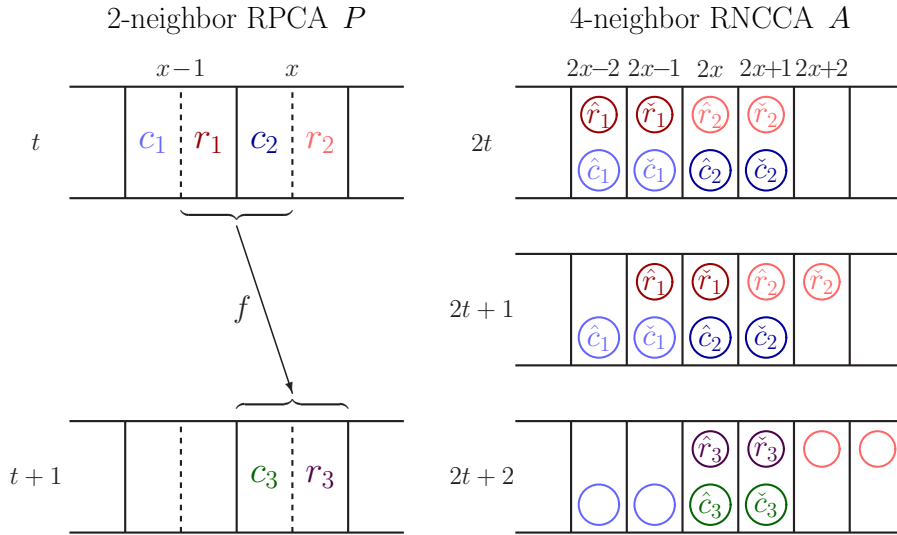 2-neighbor RPCA P
4-neighbor RNCCA A
x−1 x
2x−2 2x−1 2x 2x+1 2x+2
t c₁ r₁ c₂ r₂
2t r̂₁ ř₁ r̂₂ ř₂
ĉ₁ č₁ ĉ₂ č₂
f
2t + 1 r̂₁ ř₁ r̂₂ ř₂
ĉ₁ č₁ ĉ₂ č₂
t + 1 c₃ r₃
2t + 2 r̂₃ ř₃
ĉ₃ č₃